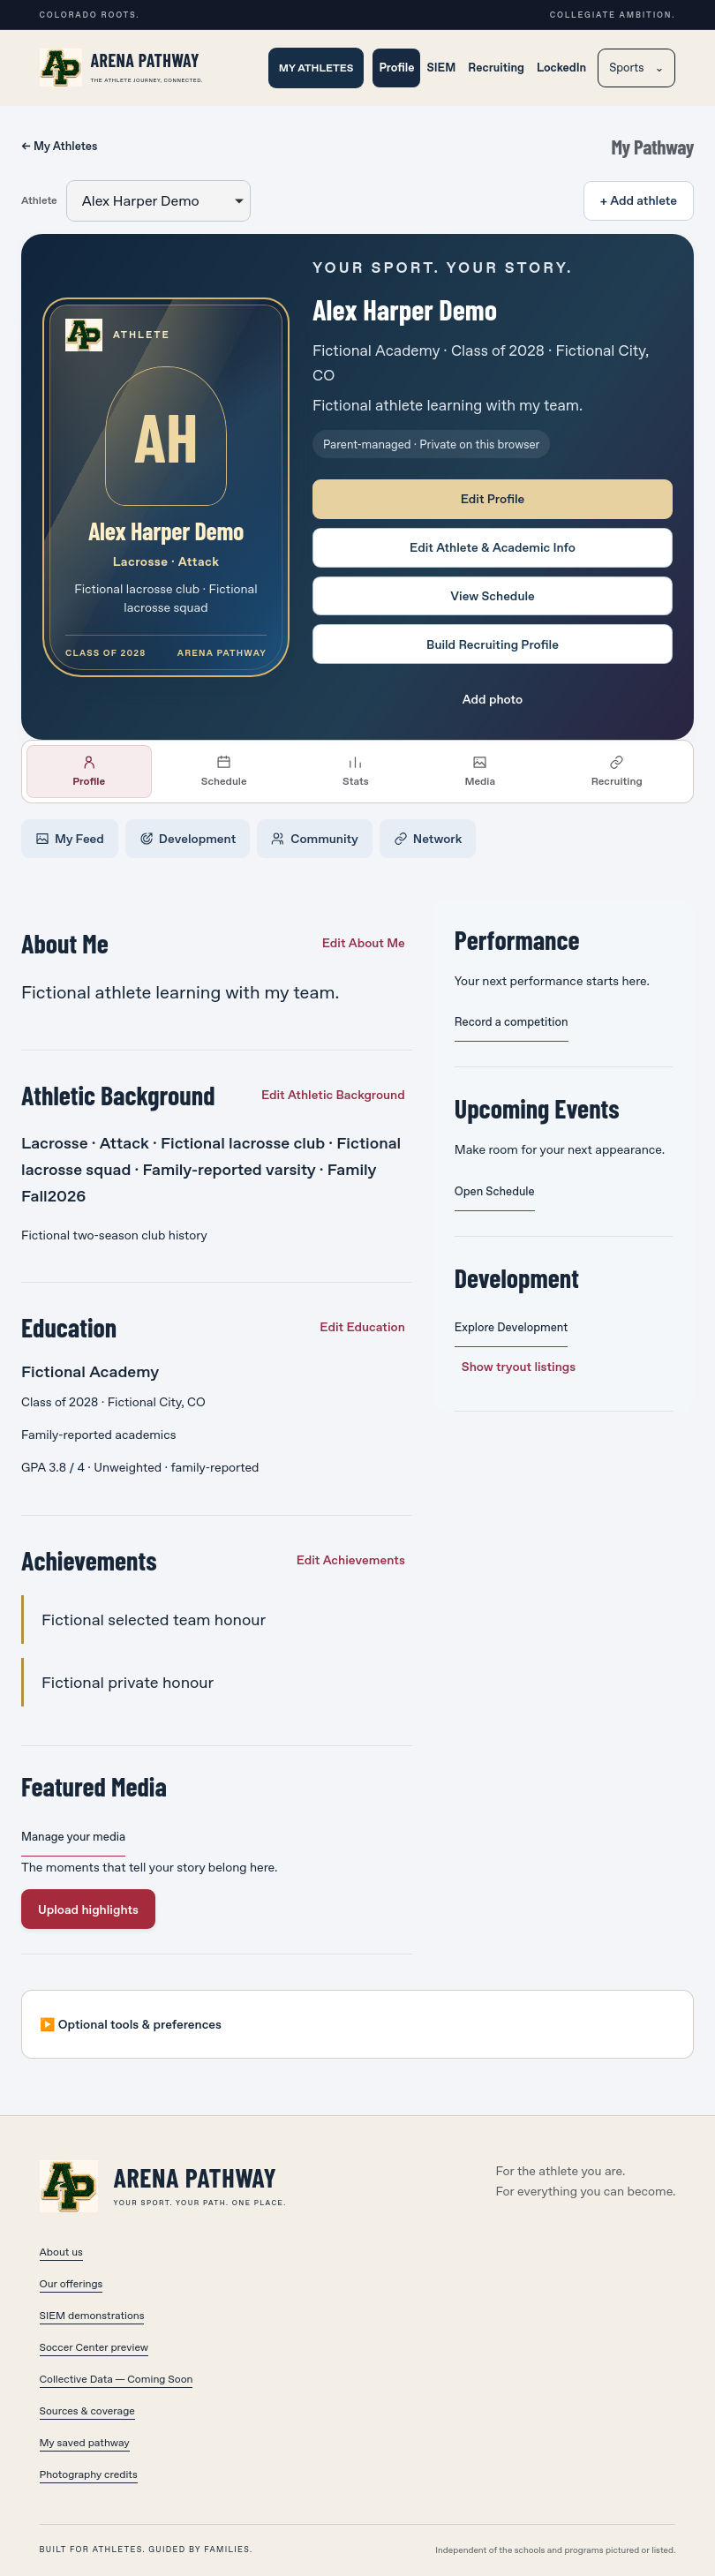 COLORADO ROOTS.
COLLEGIATE AMBITION.
AP
ARENA PATHWAY
THE ATHLETE JOURNEY, CONNECTED.
MY ATHLETES
Profile
SIEM
Recruiting
LockedIn
Sports
← My Athletes
My Pathway
Athlete
Alex Harper Demo
+ Add athlete
AP
ATHLETE
AH
Alex Harper Demo
Lacrosse · Attack
Fictional lacrosse club · Fictional
lacrosse squad
CLASS OF 2028
ARENA PATHWAY
YOUR SPORT. YOUR STORY.
Alex Harper Demo
Fictional Academy · Class of 2028 · Fictional City,
CO
Fictional athlete learning with my team.
Parent-managed · Private on this browser
Edit Profile
Edit Athlete & Academic Info
View Schedule
Build Recruiting Profile
Add photo
Profile
Schedule
Stats
Media
Recruiting
My Feed
Development
Community
Network
About Me
Edit About Me
Fictional athlete learning with my team.
Athletic Background
Edit Athletic Background
Lacrosse · Attack · Fictional lacrosse club · Fictional
lacrosse squad · Family-reported varsity · Family
Fall2026
Fictional two-season club history
Education
Edit Education
Fictional Academy
Class of 2028 · Fictional City, CO
Family-reported academics
GPA 3.8 / 4 · Unweighted · family-reported
Achievements
Edit Achievements
Fictional selected team honour
Fictional private honour
Featured Media
Manage your media
The moments that tell your story belong here.
Upload highlights
Performance
Your next performance starts here.
Record a competition
Upcoming Events
Make room for your next appearance.
Open Schedule
Development
Explore Development
Show tryout listings
Optional tools & preferences
AP
ARENA PATHWAY
YOUR SPORT. YOUR PATH. ONE PLACE.
For the athlete you are.
For everything you can become.
About us
Our offerings
SIEM demonstrations
Soccer Center preview
Collective Data — Coming Soon
Sources & coverage
My saved pathway
Photography credits
BUILT FOR ATHLETES. GUIDED BY FAMILIES.
Independent of the schools and programs pictured or listed.